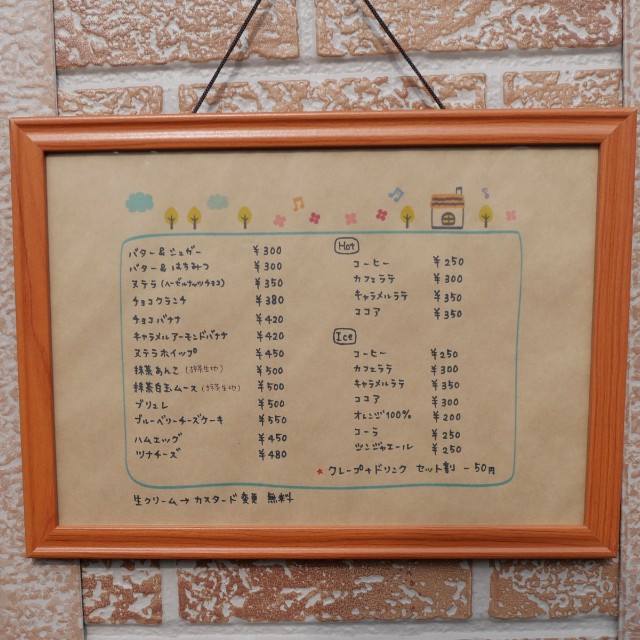 バター&シュガー ¥300
バター&はちみつ ¥300
ヌテラ(ヘーゼルナッツチョコ) ¥350
チョコクランチ ¥380
チョコバナナ ¥420
キャラメルアーモンドバナナ ¥420
ヌテラホイップ ¥450
抹茶あんこ(抹茶生地) ¥500
抹茶白玉ムース(抹茶生地) ¥500
ブリュレ ¥500
ブルーベリーチーズケーキ ¥550
ハムエッグ ¥450
ツナチーズ ¥480
Hot
コーヒー ¥250
カフェラテ ¥300
キャラメルラテ ¥350
ココア ¥350
Ice
コーヒー ¥250
カフェラテ ¥300
キャラメルラテ ¥350
ココア ¥300
オレンジ100% ¥200
コーラ ¥250
ジンジャエール ¥250
★クレープ+ドリンク セット割 -50円
生クリーム→カスタード変更 無料